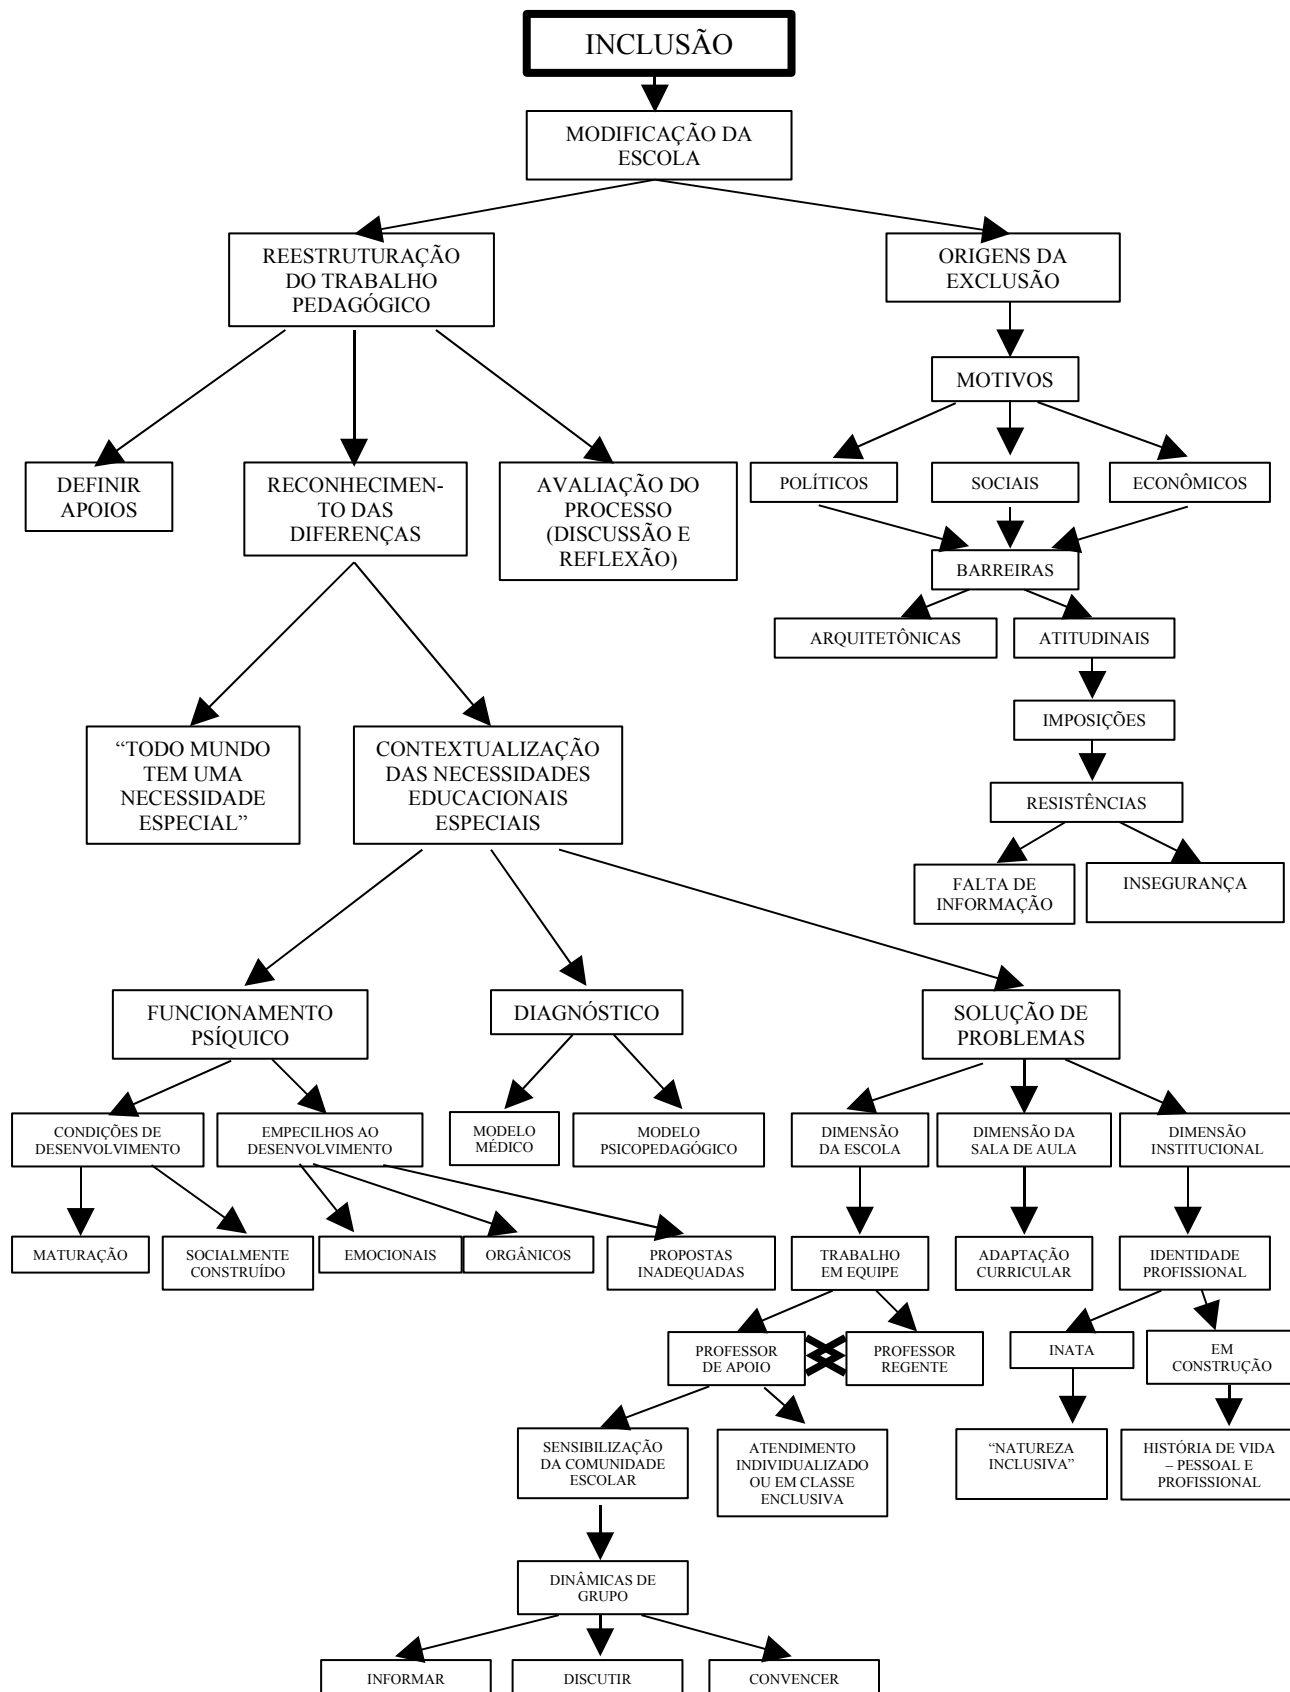 INCLUSÃO
MODIFICAÇÃO DA
ESCOLA
REESTRUTURAÇÃO
DO TRABALHO
PEDAGÓGICO
ORIGENS DA
EXCLUSÃO
MOTIVOS
POLÍTICOS
SOCIAIS
ECONÔMICOS
DEFINIR
APOIOS
RECONHECIMEN-
TO DAS
DIFERENÇAS
AVALIAÇÃO DO
PROCESSO
(DISCUSSÃO E
REFLEXÃO)
BARREIRAS
ARQUITETÔNICAS
ATITUDINAIS
IMPOSIÇÕES
RESISTÊNCIAS
FALTA DE
INFORMAÇÃO
INSEGURANÇA
“TODO MUNDO
TEM UMA
NECESSIDADE
ESPECIAL”
CONTEXTUALIZAÇÃO
DAS NECESSIDADES
EDUCACIONAIS
ESPECIAIS
FUNCIONAMENTO
PSÍQUICO
DIAGNÓSTICO
SOLUÇÃO DE
PROBLEMAS
CONDIÇÕES DE
DESENVOLVIMENTO
EMPECILHOS AO
DESENVOLVIMENTO
MODELO
MÉDICO
MODELO
PSICOPEDAGÓGICO
DIMENSÃO
DA ESCOLA
DIMENSÃO DA
SALA DE AULA
DIMENSÃO
INSTITUCIONAL
MATURAÇÃO
SOCIALMENTE
CONSTRUÍDO
EMOCIONAIS
ORGÂNICOS
PROPOSTAS
INADEQUADAS
TRABALHO
EM EQUIPE
ADAPTAÇÃO
CURRICULAR
IDENTIDADE
PROFISSIONAL
PROFESSOR
DE APOIO
PROFESSOR
REGENTE
INATA
EM
CONSTRUÇÃO
SENSIBILIZAÇÃO
DA COMUNIDADE
ESCOLAR
ATENDIMENTO
INDIVIDUALIZADO
OU EM CLASSE
ENCLUSIVA
“NATUREZA
INCLUSIVA”
HISTÓRIA DE VIDA
– PESSOAL E
PROFISSIONAL
DINÂMICAS DE
GRUPO
INFORMAR
DISCUTIR
CONVENCER